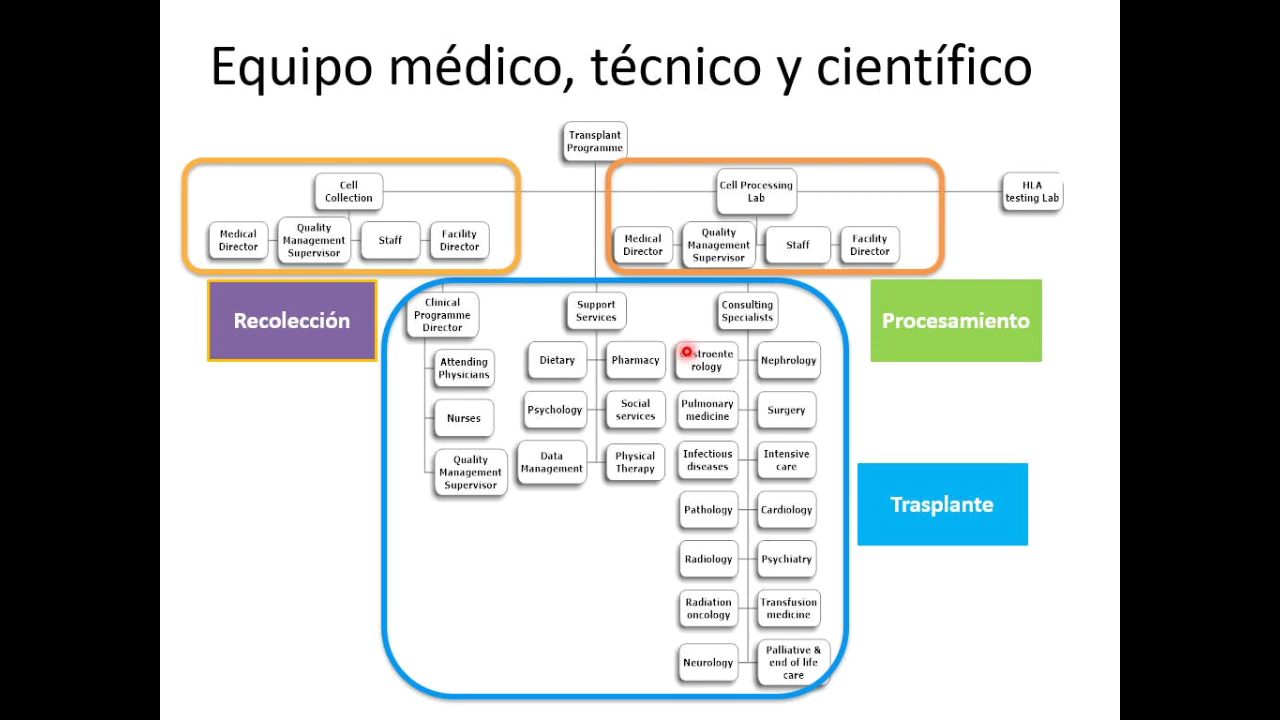 Equipo médico, técnico y científico
Transplant
Programme
Cell
Collection
Cell Processing
Lab
HLA
testing Lab
Medical
Director
Quality
Management
Supervisor
Staff
Facility
Director
Medical
Director
Quality
Management
Supervisor
Staff
Facility
Director
Recolección
Procesamiento
Trasplante
Clinical
Programme
Director
Attending
Physicians
Nurses
Quality
Management
Supervisor
Support
Services
Dietary
Pharmacy
Psychology
Social
services
Data
Management
Physical
Therapy
Consulting
Specialists
stroente
rology
Nephrology
Pulmonary
medicine
Surgery
Infectious
diseases
Intensive
care
Pathology
Cardiology
Radiology
Psychiatry
Radiation
oncology
Transfusion
medicine
Neurology
Palliative &
end of life
care